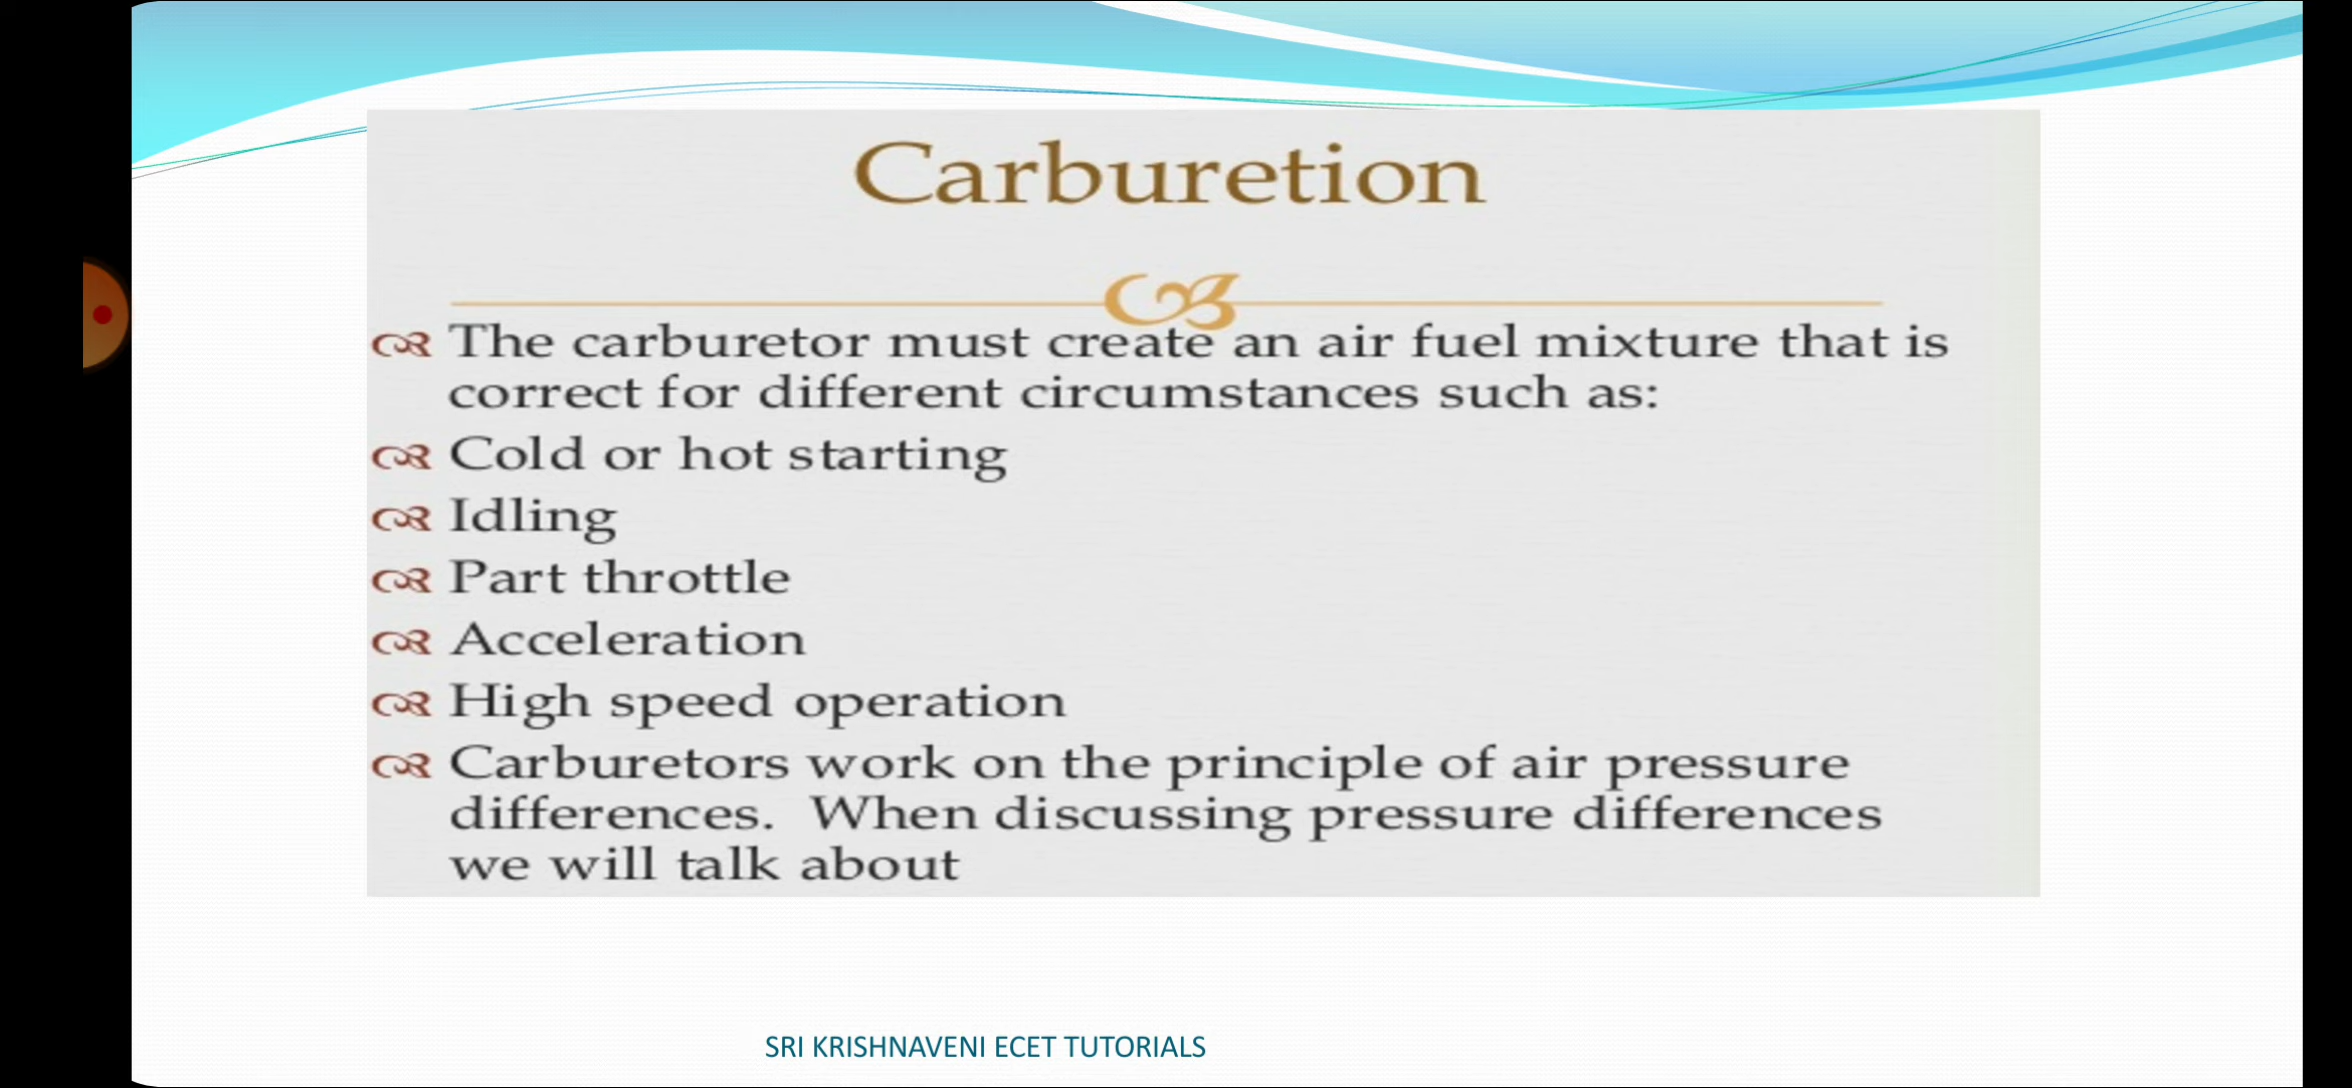 Carburetion
The carburetor must create an air fuel mixture that is
correct for different circumstances such as:
Cold or hot starting
Idling
Part throttle
Acceleration
High speed operation
Carburetors work on the principle of air pressure
differences. When discussing pressure differences
we will talk about
SRI KRISHNAVENI ECET TUTORIALS